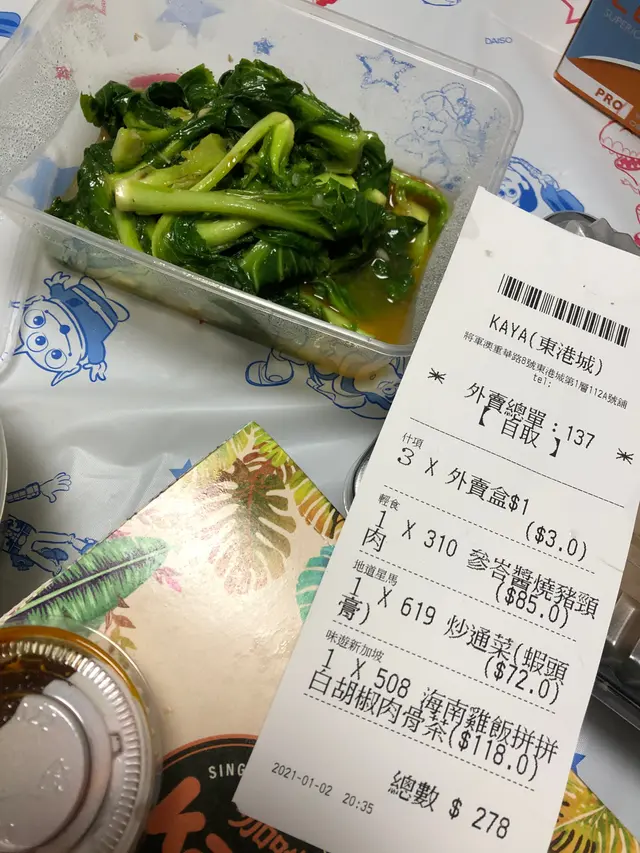 DAISO
PRO
KAYA(東港城)
將軍澳重華路8號東港城第1層112A號舖
tel:
* 外賣總單：137 *
【 自取 】
什項
3 X 外賣盒$1
($3.0)
輕食
1 X 310 參峇醬燒豬頸
肉 ($85.0)
地道星馬
1 X 619 炒通菜(蝦頭
膏) ($72.0)
味遊新加坡
1 X 508 海南雞飯拼拼
白胡椒肉骨茶($118.0)
總數 $ 278
2021-01-02 20:35
SING